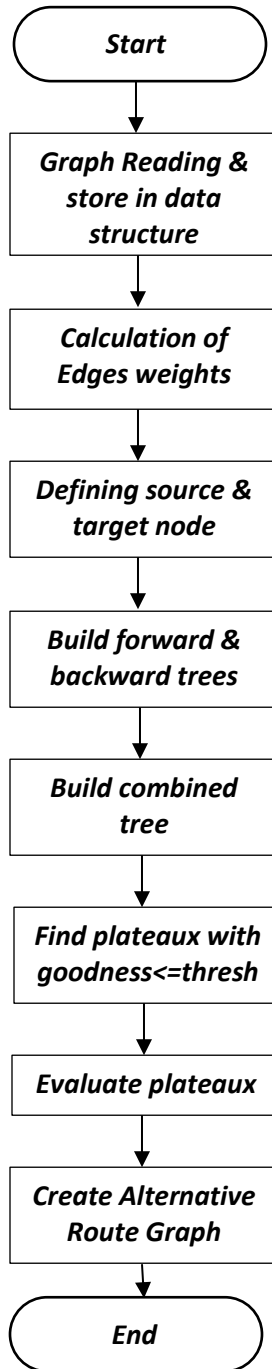 Start
Graph Reading &
store in data
structure
Calculation of
Edges weights
Defining source &
target node
Build forward &
backward trees
Build combined
tree
Find plateaux with
goodness<=thresh
Evaluate plateaux
Create Alternative
Route Graph
End